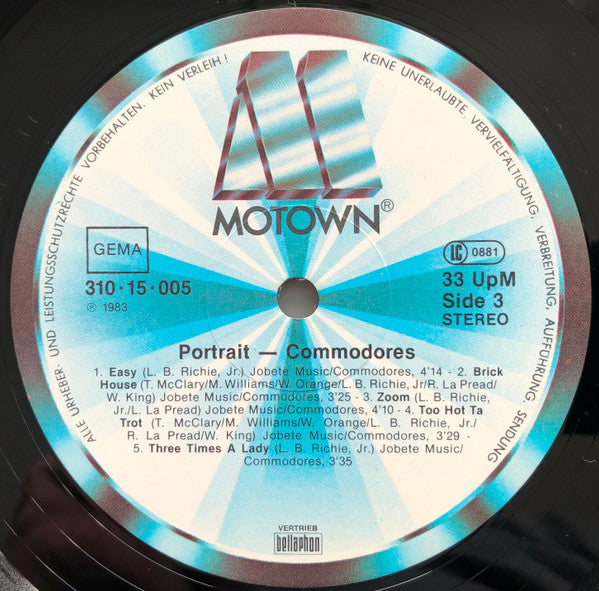 ALLE URHEBER- UND LEISTUNGSSCHUTZRECHTE VORBEHALTEN. KEIN VERLEIH! KEINE UNERLAUBTE VERVIELFÄLTIGUNG, VERBREITUNG, AUFFÜHRUNG, SENDUNG
MOTOWN®
GEMA
LC 0881
310·15·005
33 UpM
℗ 1983
Side 3
STEREO
Portrait — Commodores
1. Easy (L. B. Richie, Jr.) Jobete Music/Commodores, 4'14 - 2. Brick
House (T. McClary/M. Williams/W. Orange/L. B. Richie, Jr/R. La Pread/
W. King) Jobete Music/Commodores, 3'25 - 3. Zoom (L. B. Richie,
Jr./L. La Pread) Jobete Music/Commodores, 4'10 - 4. Too Hot Ta
Trot (T. McClary/M. Williams/W. Orange/L. B. Richie, Jr./
R. La Pread/W. King) Jobete Music/Commodores, 3'29 -
5. Three Times A Lady (L. B. Richie, Jr.) Jobete Music/
Commodores, 3'35
VERTRIEB
bellaphon